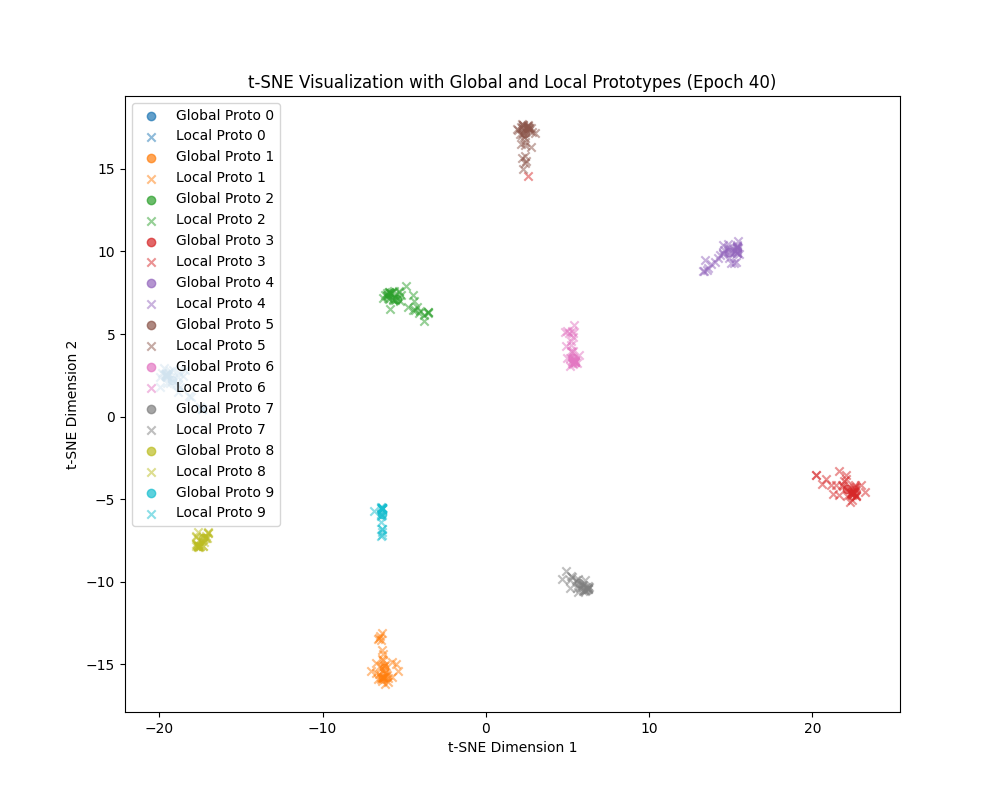 t-SNE Visualization with Global and Local Prototypes (Epoch 40)
Global Proto 0
Local Proto 0
Global Proto 1
Local Proto 1
Global Proto 2
Local Proto 2
Global Proto 3
Local Proto 3
Global Proto 4
Local Proto 4
Global Proto 5
Local Proto 5
Global Proto 6
Local Proto 6
Global Proto 7
Local Proto 7
Global Proto 8
Local Proto 8
Global Proto 9
Local Proto 9
t-SNE Dimension 2
15
10
5
0
−5
−10
−15
−20
−10
0
10
20
t-SNE Dimension 1